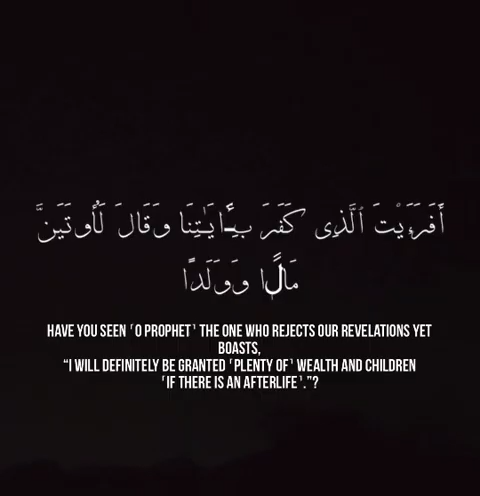 أَفَرَءَيْتَ ٱلَّذِى كَفَرَ بِـَٔايَـٰتِنَا وَقَالَ لَأُوتَيَنَّ
مَالًۭا وَوَلَدًا
HAVE YOU SEEN ˹O PROPHET˺ THE ONE WHO REJECTS OUR REVELATIONS YET
BOASTS,
“I WILL DEFINITELY BE GRANTED ˹PLENTY OF˺ WEALTH AND CHILDREN
˹IF THERE IS AN AFTERLIFE˺.”?